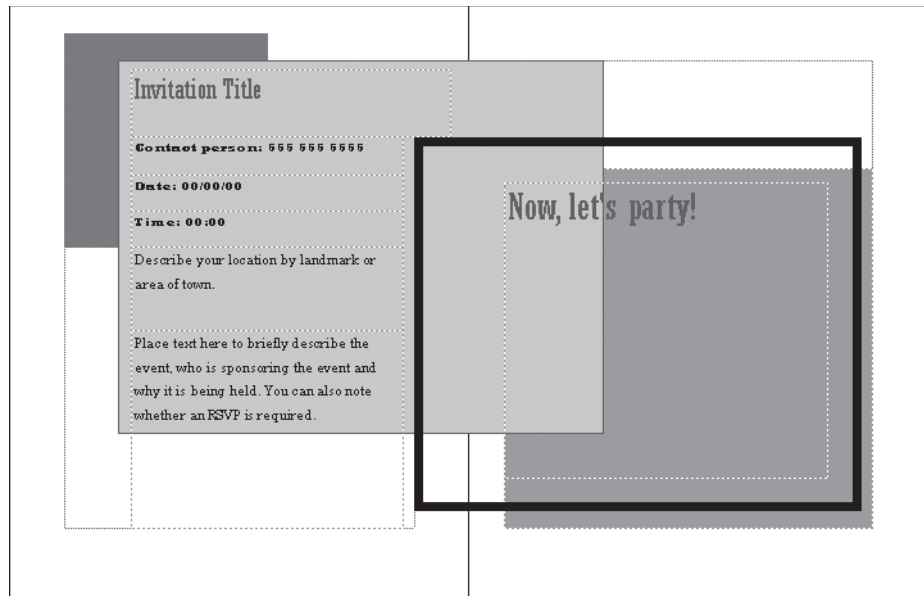 Invitation Title
Contact person: 555 555 5555
Date: 00/00/00
Time: 00:00
Describe your location by landmark or
area of town.
Place text here to briefly describe the
event, who is sponsoring the event and
why it is being held. You can also note
whether an RSVP is required.
Now, let's party!